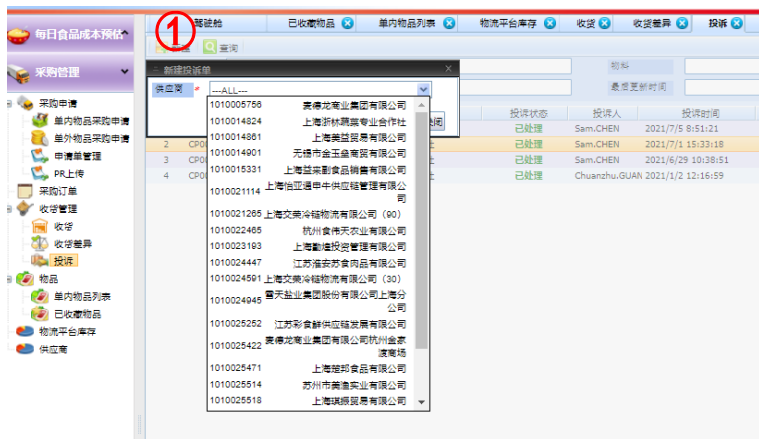 驾驶舱 已收藏物品 单内物品列表 物流平台库存 收货 收货差异 投诉
①
查询
每日食品成本预估
采购管理
采购申请
单内物品采购申请
单外物品采购申请
申请单管理
PR上传
采购订单
收货管理
收货
收货差异
投诉
物品
单内物品列表
已收藏物品
物流平台库存
供应商
新建投诉单
供应商 * ---ALL---
1010005756 麦德龙商业集团有限公司
1010014824 上海浙林蔬菜专业合作社
1010014861 上海美益贸易有限公司
1010014901 无锡市金玉垒商贸有限公司
1010015331 上海益来副食品销售有限公司
1010021114 上海怡亚通申牛供应链管理有限公司
1010021265 上海交荣冷链物流有限公司（90）
1010022465 杭州食伟天农业有限公司
1010023193 上海勤煌投资管理有限公司
1010024447 江苏淮安苏食肉品有限公司
1010024591 上海交荣冷链物流有限公司（30）
1010024945 雪天盐业集团股份有限公司上海分公司
1010025252 江苏彩食鲜供应链发展有限公司
1010025422 麦德龙商业集团有限公司杭州金家渡商场
1010025471 上海楚邦食品有限公司
1010025514 苏州市美渔实业有限公司
1010025518 上海琪缘贸易有限公司
物料
最后更新时间
投诉状态 投诉人 投诉时间
已处理 Sam.CHEN 2021/7/5 8:51:21
2 CP00 已处理 Sam.CHEN 2021/7/1 15:33:18
3 CP00 已处理 Sam.CHEN 2021/6/29 10:38:51
4 CP00 已处理 Chuanzhu.GUAN 2021/1/2 12:16:59